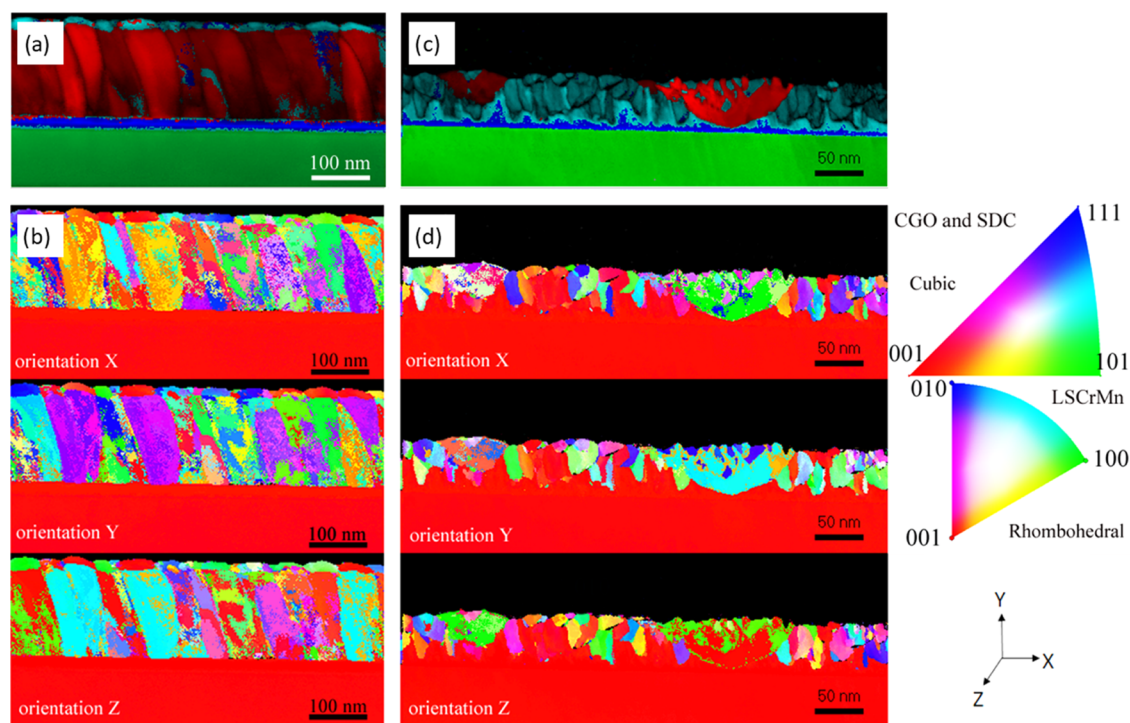 (a)
100 nm
(c)
50 nm
(b)
orientation X
100 nm
orientation Y
100 nm
orientation Z
100 nm
(d)
orientation X
50 nm
orientation Y
50 nm
orientation Z
50 nm
CGO and SDC
111
Cubic
001
101
010
LSCrMn
100
001
Rhombohedral
Y
X
Z